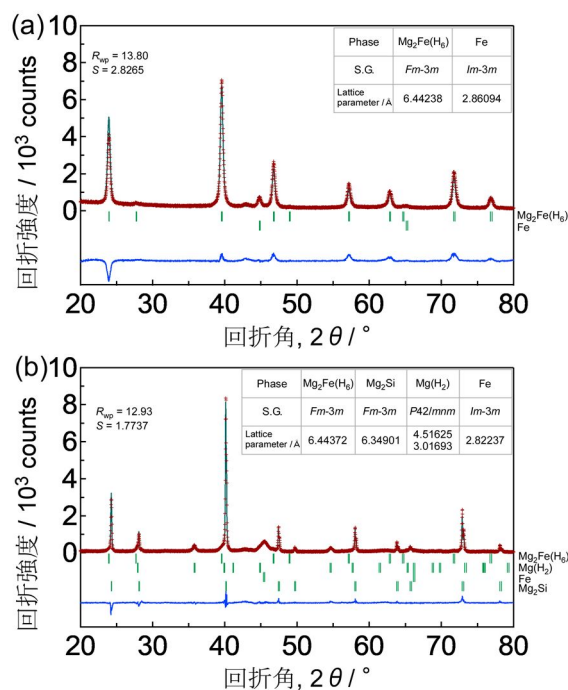 (a)
R_wp = 13.80
S = 2.8265
Phase Mg₂Fe(H₆) Fe
S.G. Fm-3m Im-3m
Lattice parameter / Å 6.44238 2.86094
回折強度 / 10³ counts
10
8
6
4
2
0
Mg₂Fe(H₆)
Fe
20 30 40 50 60 70 80
回折角, 2θ / °
(b)
R_wp = 12.93
S = 1.7737
Phase Mg₂Fe(H₆) Mg₂Si Mg(H₂) Fe
S.G. Fm-3m Fm-3m P42/mnm Im-3m
Lattice parameter / Å 6.44372 6.34901 4.51625 3.01693 2.82237
回折強度 / 10³ counts
10
8
6
4
2
0
Mg₂Fe(H₆)
Mg(H₂)
Fe
Mg₂Si
20 30 40 50 60 70 80
回折角, 2θ / °